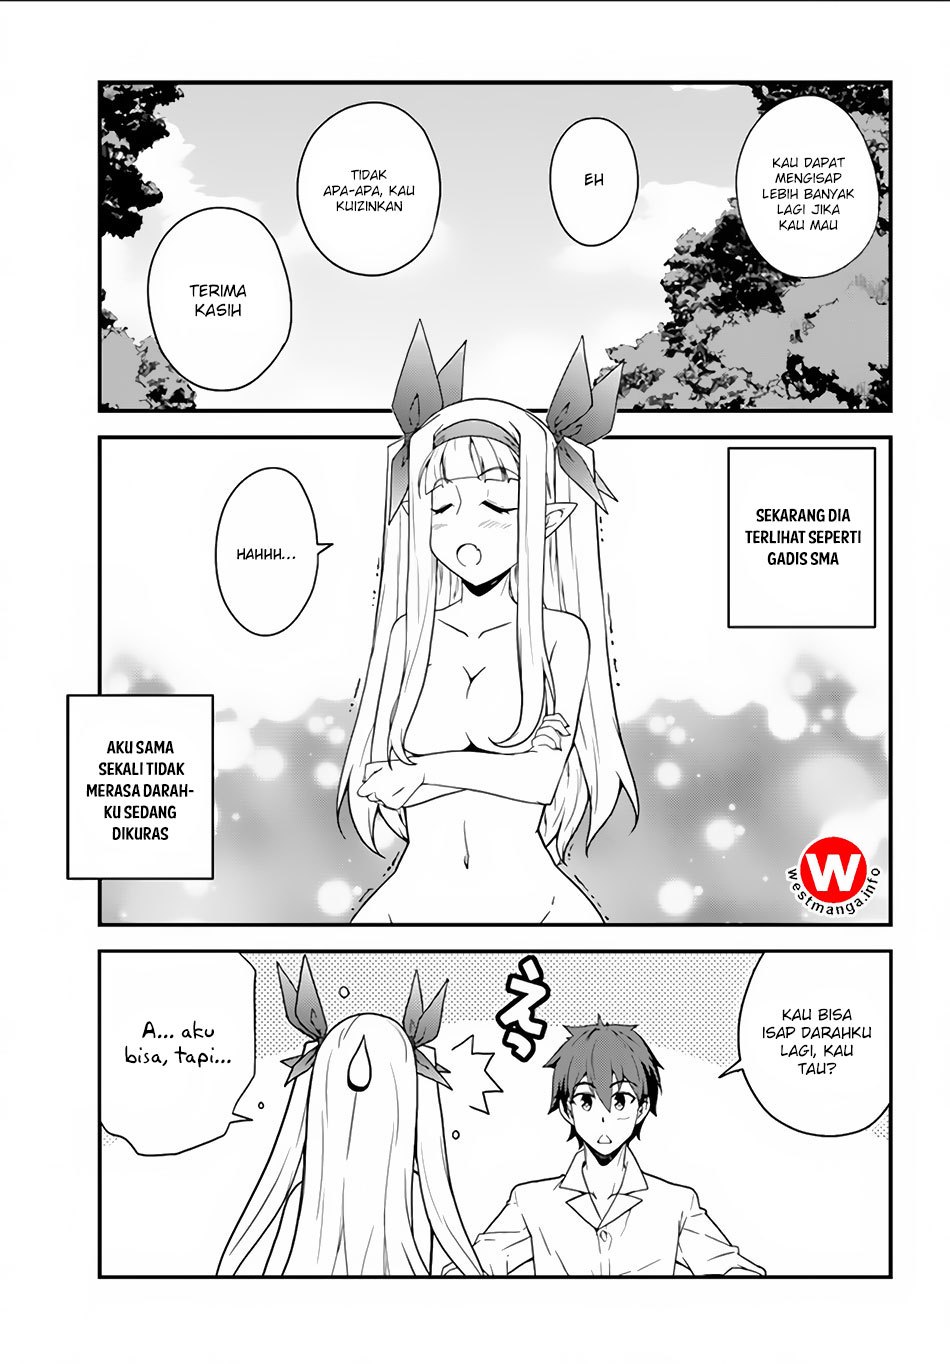 KAU DAPAT
MENGISAP
LEBIH BANYAK
LAGI JIKA
KAU MAU
EH
TIDAK
APA-APA, KAU
KUIZINKAN
TERIMA
KASIH
SEKARANG DIA
TERLIHAT SEPERTI
GADIS SMA
HAHHH...
AKU SAMA
SEKALI TIDAK
MERASA DARAH-
KU SEDANG
DIKURAS
W
westmanga.info
KAU BISA
ISAP DARAHKU
LAGI, KAU
TAU?
え、
A... aku
bisa, tapi...